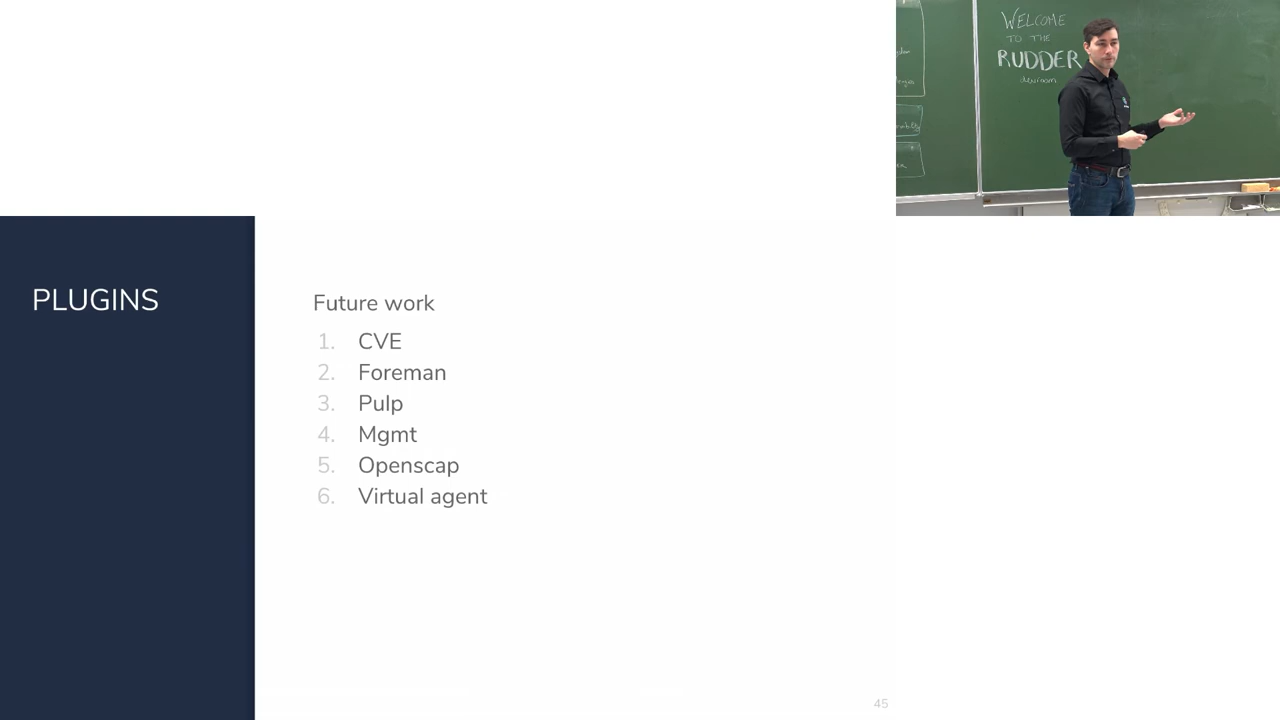 WELCOME
TO THE
RUDDER
devroom
PLUGINS
Future work
1. CVE
2. Foreman
3. Pulp
4. Mgmt
5. Openscap
6. Virtual agent
45